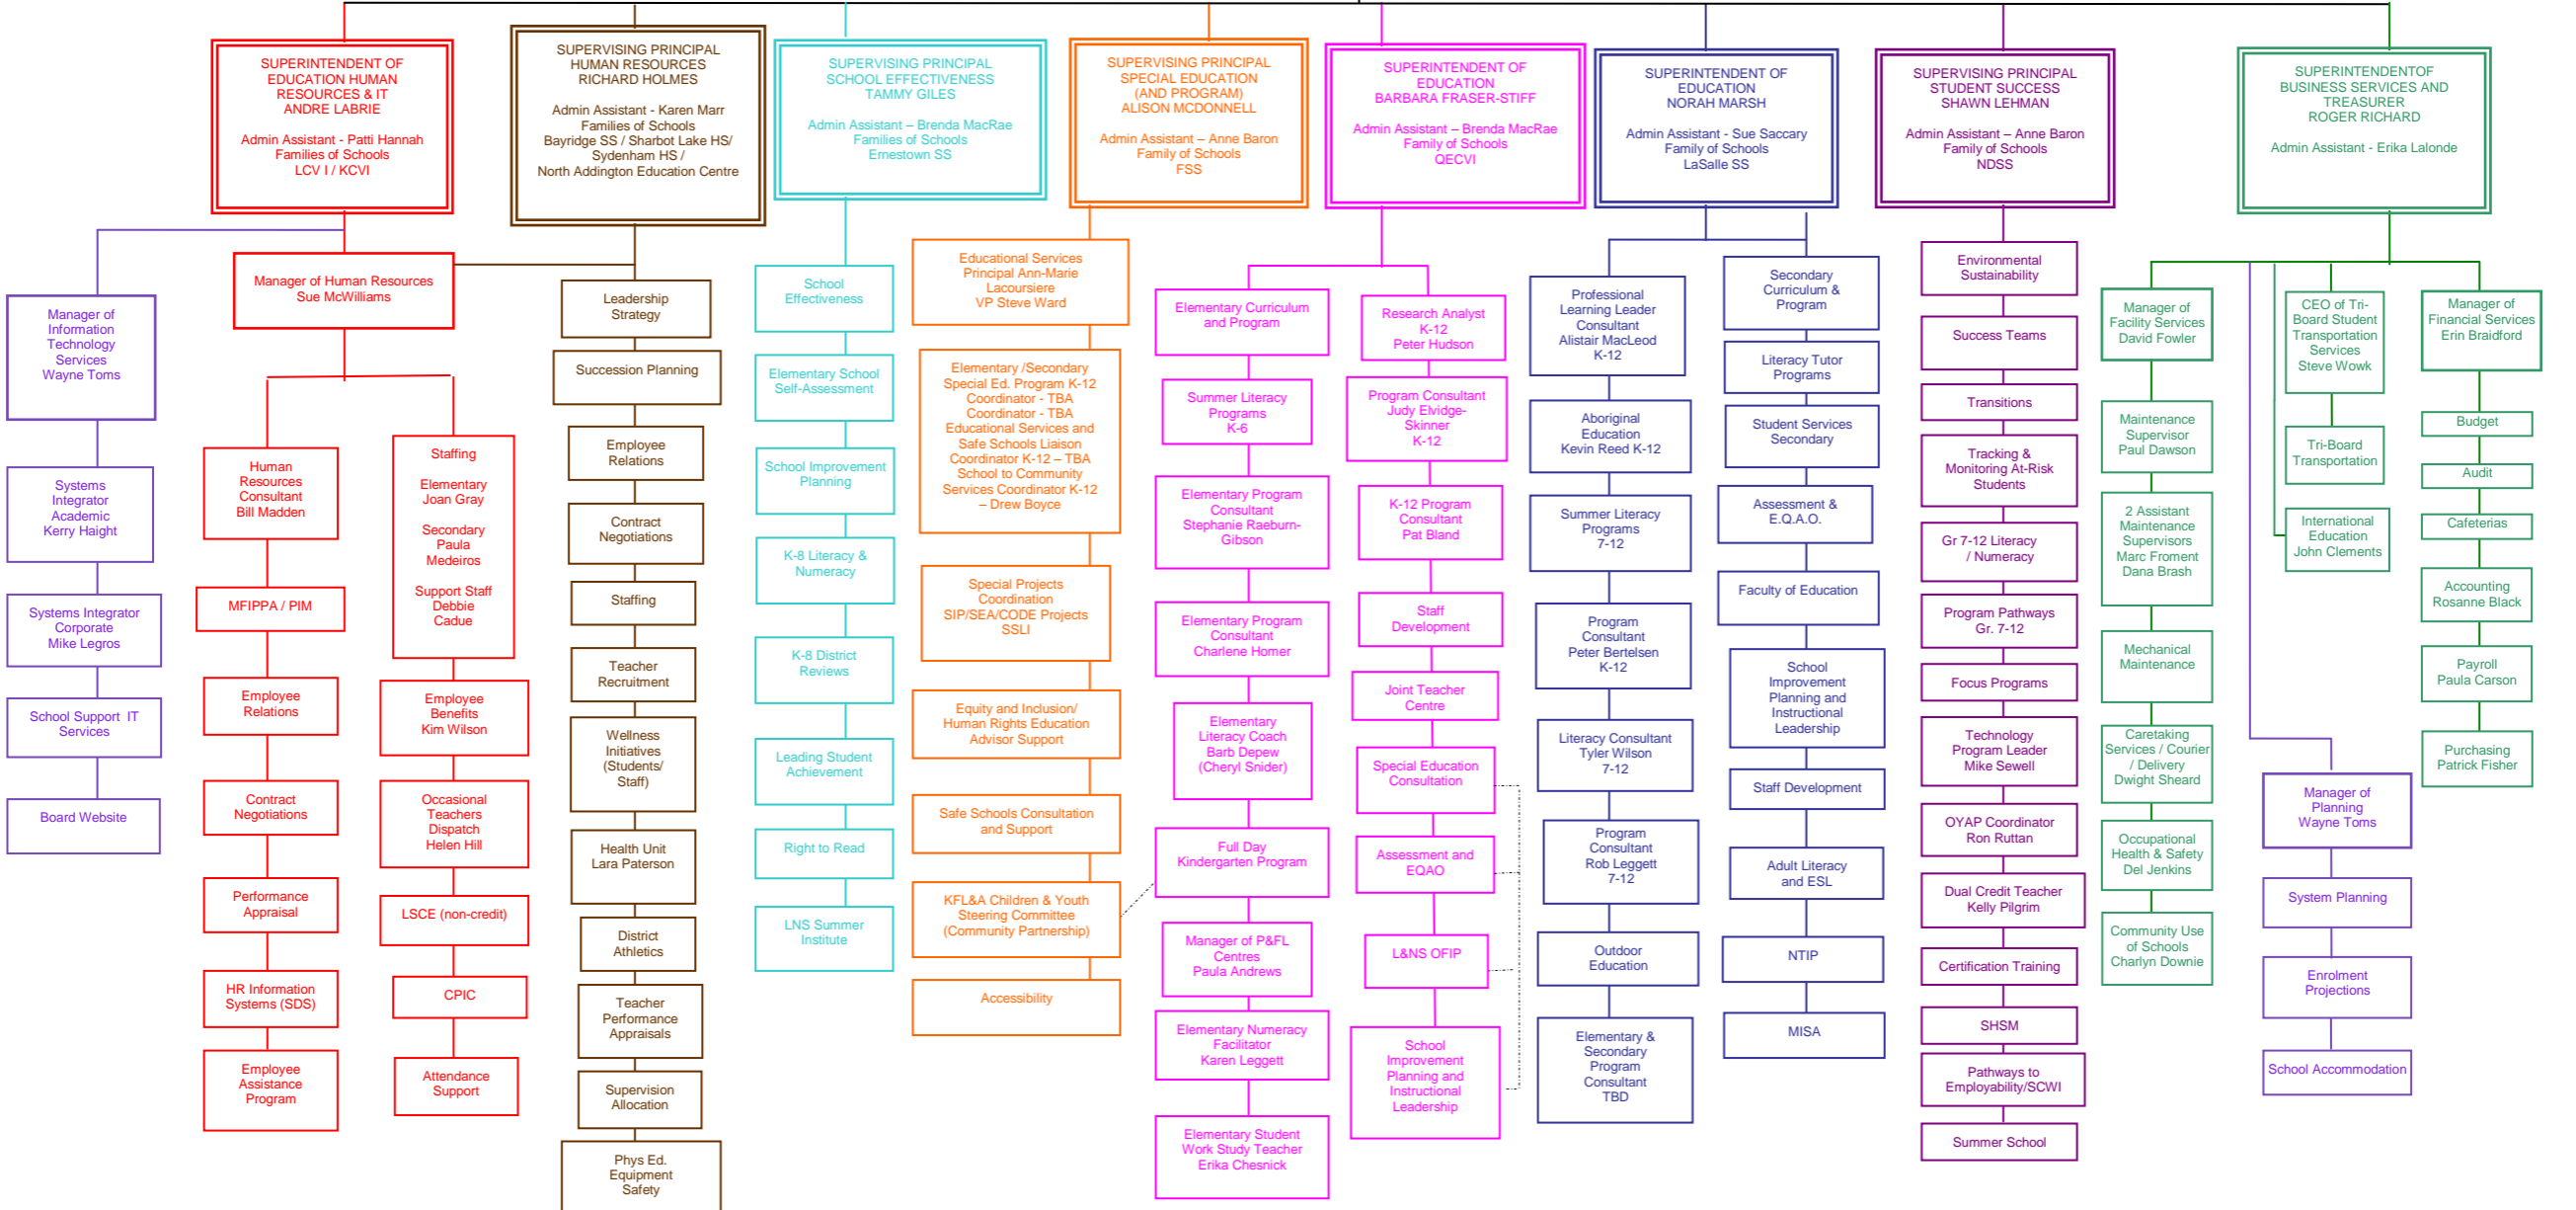 SUPERINTENDENT OF
EDUCATION HUMAN
RESOURCES & IT
ANDRE LABRIE
Admin Assistant - Patti Hannah
Families of Schools
LCV I / KCVI
SUPERVISING PRINCIPAL
HUMAN RESOURCES
RICHARD HOLMES
Admin Assistant - Karen Marr
Families of Schools
Bayridge SS / Sharbot Lake HS/
Sydenham HS /
North Addington Education Centre
SUPERVISING PRINCIPAL
SCHOOL EFFECTIVENESS
TAMMY GILES
Admin Assistant – Brenda MacRae
Families of Schools
Ernestown SS
SUPERVISING PRINCIPAL
SPECIAL EDUCATION
(AND PROGRAM)
ALISON MCDONNELL
Admin Assistant – Anne Baron
Family of Schools
FSS
SUPERINTENDENT OF
EDUCATION
BARBARA FRASER-STIFF
Admin Assistant – Brenda MacRae
Family of Schools
QECVI
SUPERINTENDENT OF
EDUCATION
NORAH MARSH
Admin Assistant - Sue Saccary
Family of Schools
LaSalle SS
SUPERVISING PRINCIPAL
STUDENT SUCCESS
SHAWN LEHMAN
Admin Assistant – Anne Baron
Family of Schools
NDSS
SUPERINTENDENTOF
BUSINESS SERVICES AND
TREASURER
ROGER RICHARD
Admin Assistant - Erika Lalonde
Manager of
Information
Technology
Services
Wayne Toms
Systems
Integrator
Academic
Kerry Haight
Systems Integrator
Corporate
Mike Legros
School Support IT
Services
Board Website
Manager of Human Resources
Sue McWilliams
Human
Resources
Consultant
Bill Madden
MFIPPA / PIM
Employee
Relations
Contract
Negotiations
Performance
Appraisal
HR Information
Systems (SDS)
Employee
Assistance
Program
Staffing
Elementary
Joan Gray
Secondary
Paula
Medeiros
Support Staff
Debbie
Cadue
Employee
Benefits
Kim Wilson
Occasional
Teachers
Dispatch
Helen Hill
LSCE (non-credit)
CPIC
Attendance
Support
Leadership
Strategy
Succession Planning
Employee
Relations
Contract
Negotiations
Staffing
Teacher
Recruitment
Wellness
Initiatives
(Students/
Staff)
Health Unit
Lara Paterson
District
Athletics
Teacher
Performance
Appraisals
Supervision
Allocation
Phys Ed.
Equipment
Safety
School
Effectiveness
Elementary School
Self-Assessment
School Improvement
Planning
K-8 Literacy &
Numeracy
K-8 District
Reviews
Leading Student
Achievement
Right to Read
LNS Summer
Institute
Educational Services
Principal Ann-Marie
Lacoursiere
VP Steve Ward
Elementary /Secondary
Special Ed. Program K-12
Coordinator - TBA
Coordinator - TBA
Educational Services and
Safe Schools Liaison
Coordinator K-12 – TBA
School to Community
Services Coordinator K-12
– Drew Boyce
Special Projects
Coordination
SIP/SEA/CODE Projects
SSLI
Equity and Inclusion/
Human Rights Education
Advisor Support
Safe Schools Consultation
and Support
KFL&A Children & Youth
Steering Committee
(Community Partnership)
Accessibility
Elementary Curriculum
and Program
Summer Literacy
Programs
K-6
Elementary Program
Consultant
Stephanie Raeburn-
Gibson
Elementary Program
Consultant
Charlene Homer
Elementary
Literacy Coach
Barb Depew
(Cheryl Snider)
Full Day
Kindergarten Program
Manager of P&FL
Centres
Paula Andrews
Elementary Numeracy
Facilitator
Karen Leggett
Elementary Student
Work Study Teacher
Erika Chesnick
Research Analyst
K-12
Peter Hudson
Program Consultant
Judy Elvidge-
Skinner
K-12
K-12 Program
Consultant
Pat Bland
Staff
Development
Joint Teacher
Centre
Special Education
Consultation
Assessment and
EQAO
L&NS OFIP
School
Improvement
Planning and
Instructional
Leadership
Professional
Learning Leader
Consultant
Alistair MacLeod
K-12
Aboriginal
Education
Kevin Reed K-12
Summer Literacy
Programs
7-12
Program
Consultant
Peter Bertelsen
K-12
Literacy Consultant
Tyler Wilson
7-12
Program
Consultant
Rob Leggett
7-12
Outdoor
Education
Elementary &
Secondary
Program
Consultant
TBD
Secondary
Curriculum &
Program
Literacy Tutor
Programs
Student Services
Secondary
Assessment &
E.Q.A.O.
Faculty of Education
School
Improvement
Planning and
Instructional
Leadership
Staff Development
Adult Literacy
and ESL
NTIP
MISA
Environmental
Sustainability
Success Teams
Transitions
Tracking &
Monitoring At-Risk
Students
Gr 7-12 Literacy
/ Numeracy
Program Pathways
Gr. 7-12
Focus Programs
Technology
Program Leader
Mike Sewell
OYAP Coordinator
Ron Ruttan
Dual Credit Teacher
Kelly Pilgrim
Certification Training
SHSM
Pathways to
Employability/SCWI
Summer School
Manager of
Facility Services
David Fowler
Maintenance
Supervisor
Paul Dawson
2 Assistant
Maintenance
Supervisors
Marc Froment
Dana Brash
Mechanical
Maintenance
Caretaking
Services / Courier
/ Delivery
Dwight Sheard
Occupational
Health & Safety
Del Jenkins
Community Use
of Schools
Charlyn Downie
CEO of Tri-
Board Student
Transportation
Services
Steve Wowk
Tri-Board
Transportation
International
Education
John Clements
Manager of
Planning
Wayne Toms
System Planning
Enrolment
Projections
School Accommodation
Manager of
Financial Services
Erin Braidford
Budget
Audit
Cafeterias
Accounting
Rosanne Black
Payroll
Paula Carson
Purchasing
Patrick Fisher